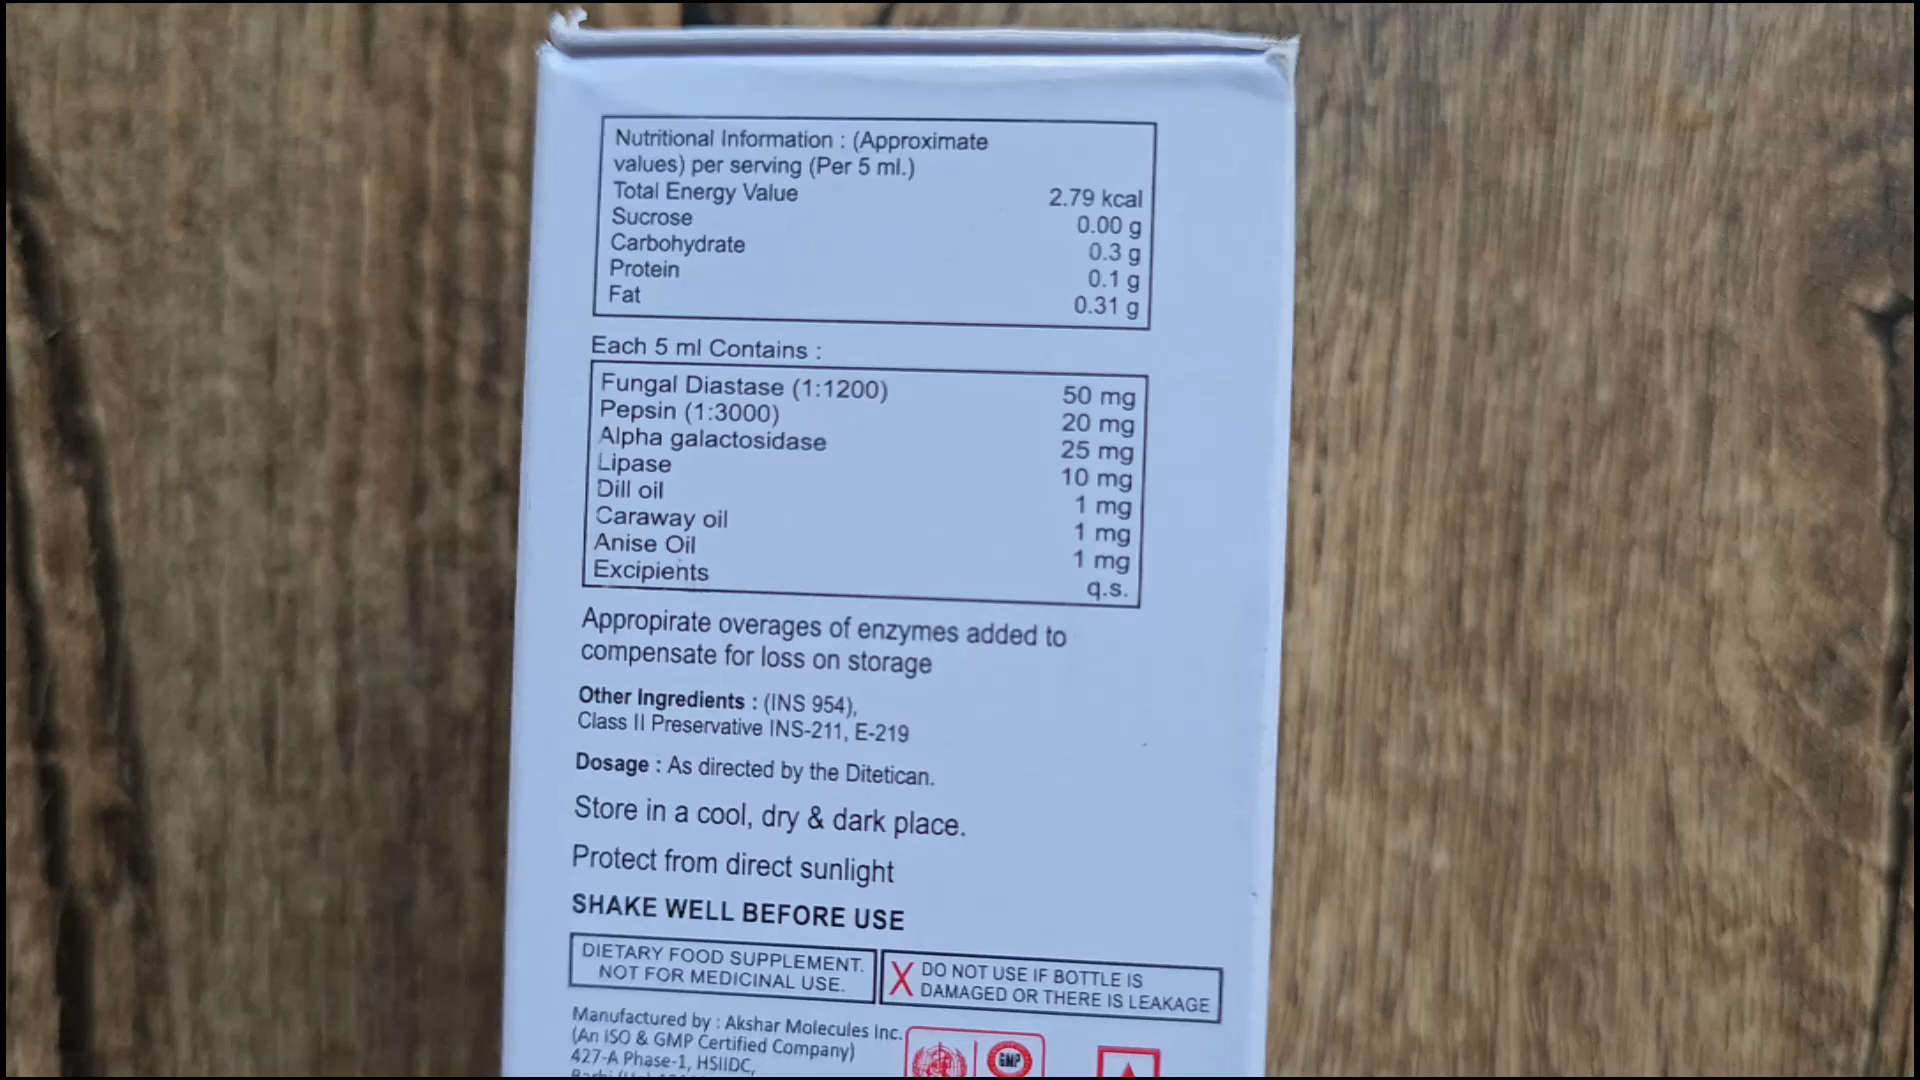 Nutritional Information : (Approximate
values) per serving (Per 5 ml.)
Total Energy Value 2.79 kcal
Sucrose 0.00 g
Carbohydrate 0.3 g
Protein 0.1 g
Fat 0.31 g
Each 5 ml Contains :
Fungal Diastase (1:1200) 50 mg
Pepsin (1:3000) 20 mg
Alpha galactosidase 25 mg
Lipase 10 mg
Dill oil 1 mg
Caraway oil 1 mg
Anise Oil 1 mg
Excipients q.s.
Appropirate overages of enzymes added to
compensate for loss on storage
Other Ingredients : (INS 954),
Class II Preservative INS-211, E-219
Dosage : As directed by the Ditetican.
Store in a cool, dry & dark place.
Protect from direct sunlight
SHAKE WELL BEFORE USE
DIETARY FOOD SUPPLEMENT.
NOT FOR MEDICINAL USE.
X DO NOT USE IF BOTTLE IS
DAMAGED OR THERE IS LEAKAGE
Manufactured by : Akshar Molecules Inc.
(An ISO & GMP Certified Company)
427-A Phase-1, HSIIDC,
GMP